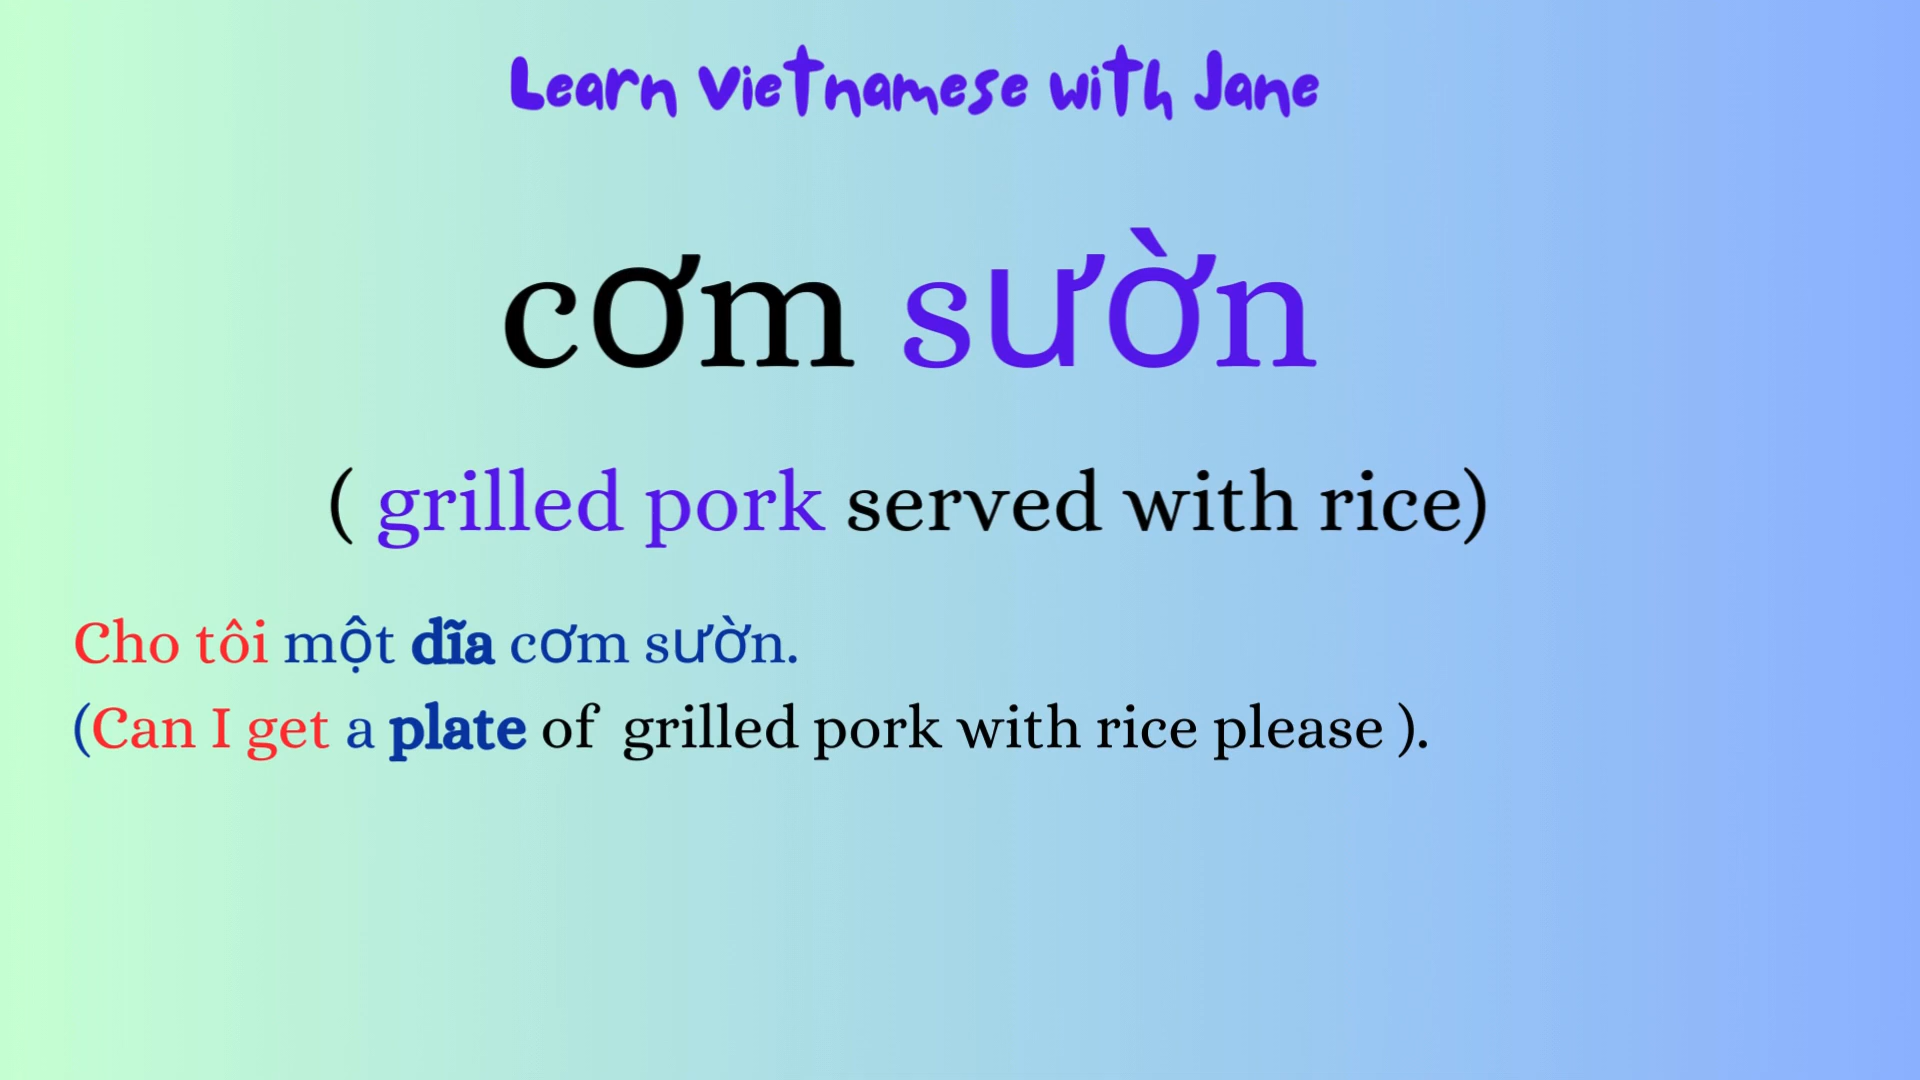 Learn Vietnamese with Jane
cơm sườn
( grilled pork served with rice)
Cho tôi một dĩa cơm sườn.
(Can I get a plate of grilled pork with rice please ).